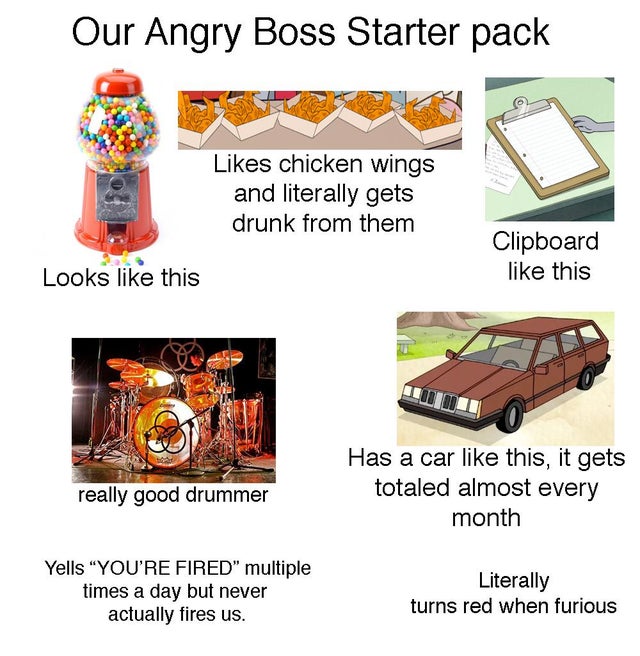 Our Angry Boss Starter pack
Looks like this
Likes chicken wings
and literally gets
drunk from them
Clipboard
like this
really good drummer
Has a car like this, it gets
totaled almost every
month
Yells “YOU’RE FIRED” multiple
times a day but never
actually fires us.
Literally
turns red when furious